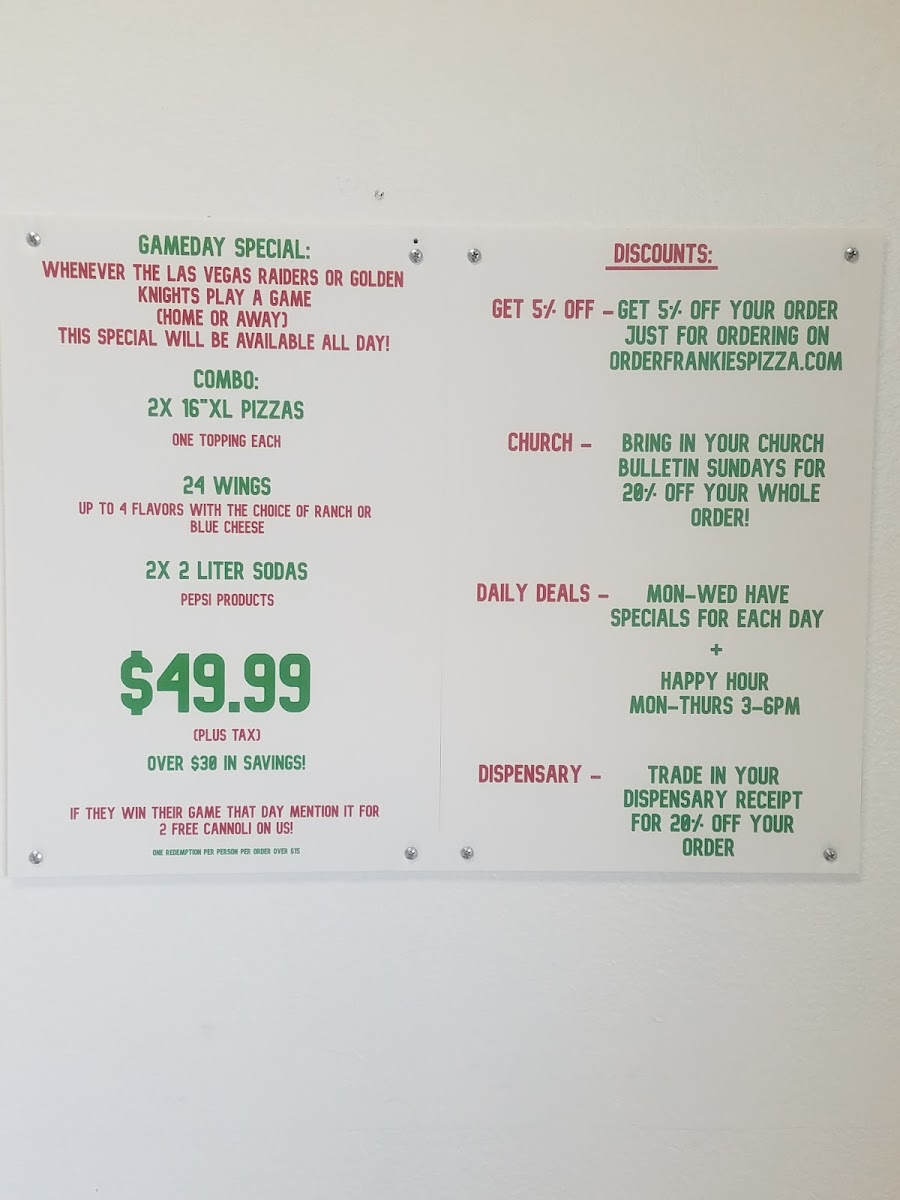 GAMEDAY SPECIAL:
WHENEVER THE LAS VEGAS RAIDERS OR GOLDEN
KNIGHTS PLAY A GAME
(HOME OR AWAY)
THIS SPECIAL WILL BE AVAILABLE ALL DAY!
COMBO:
2X 16"XL PIZZAS
ONE TOPPING EACH
24 WINGS
UP TO 4 FLAVORS WITH THE CHOICE OF RANCH OR
BLUE CHEESE
2X 2 LITER SODAS
PEPSI PRODUCTS
$49.99
(PLUS TAX)
OVER $30 IN SAVINGS!
IF THEY WIN THEIR GAME THAT DAY MENTION IT FOR
2 FREE CANNOLI ON US!
ONE REDEMPTION PER PERSON PER ORDER OVER $15
DISCOUNTS:
GET 5% OFF - GET 5% OFF YOUR ORDER
JUST FOR ORDERING ON
ORDERFRANKIESPIZZA.COM
CHURCH - BRING IN YOUR CHURCH
BULLETIN SUNDAYS FOR
20% OFF YOUR WHOLE
ORDER!
DAILY DEALS - MON-WED HAVE
SPECIALS FOR EACH DAY
+
HAPPY HOUR
MON-THURS 3-6PM
DISPENSARY - TRADE IN YOUR
DISPENSARY RECEIPT
FOR 20% OFF YOUR
ORDER